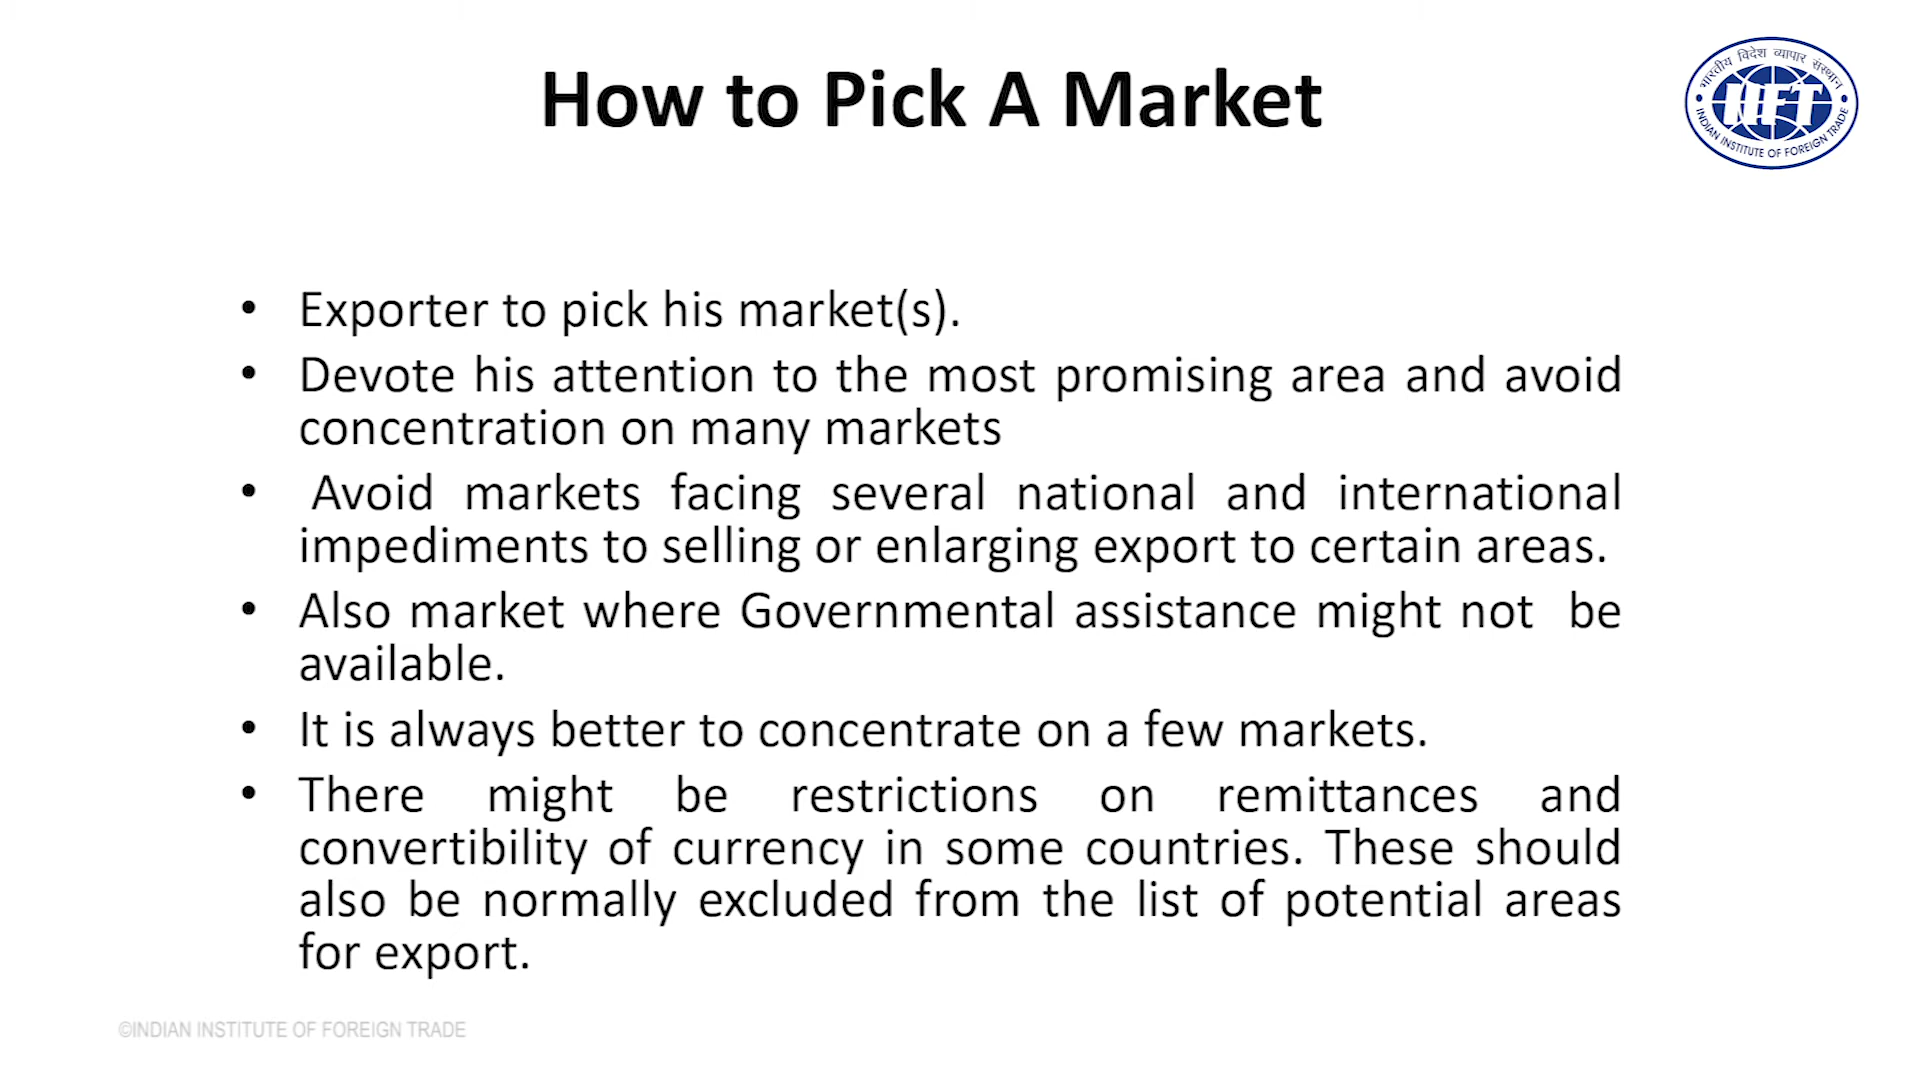 How to Pick A Market
भारतीय विदेश व्यापार संस्थान
IIFT
INDIAN INSTITUTE OF FOREIGN TRADE
• Exporter to pick his market(s).
• Devote his attention to the most promising area and avoid
concentration on many markets
• Avoid markets facing several national and international
impediments to selling or enlarging export to certain areas.
• Also market where Governmental assistance might not be
available.
• It is always better to concentrate on a few markets.
• There might be restrictions on remittances and
convertibility of currency in some countries. These should
also be normally excluded from the list of potential areas
for export.
©INDIAN INSTITUTE OF FOREIGN TRADE